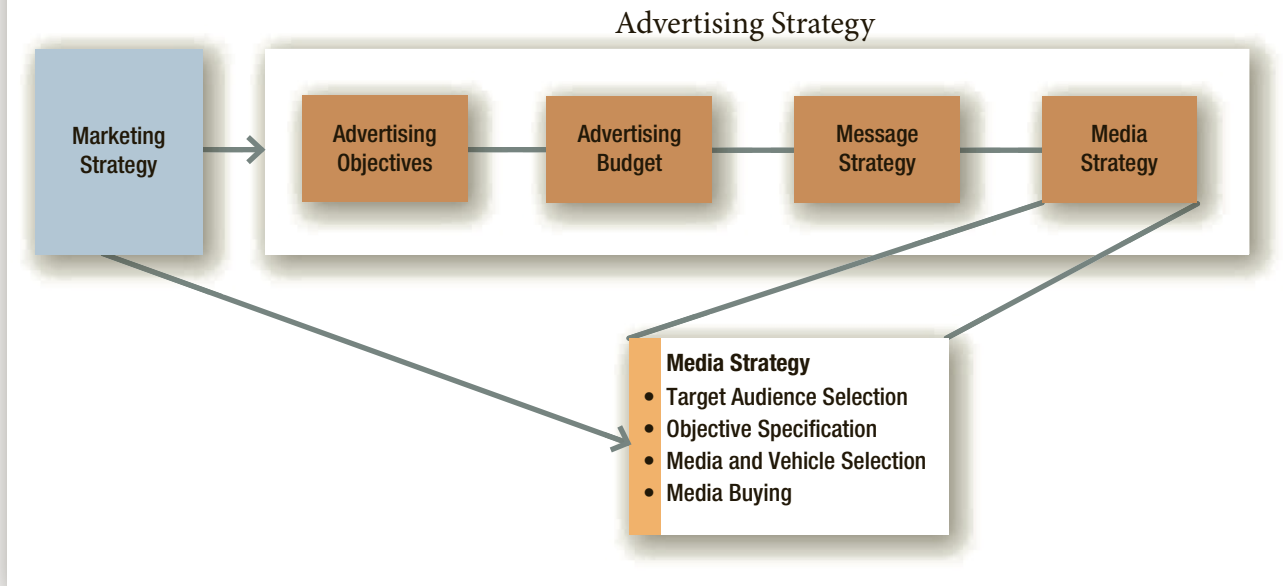 Advertising Strategy
Marketing
Strategy
Advertising
Objectives
Advertising
Budget
Message
Strategy
Media
Strategy
Media Strategy
• Target Audience Selection
• Objective Specification
• Media and Vehicle Selection
• Media Buying